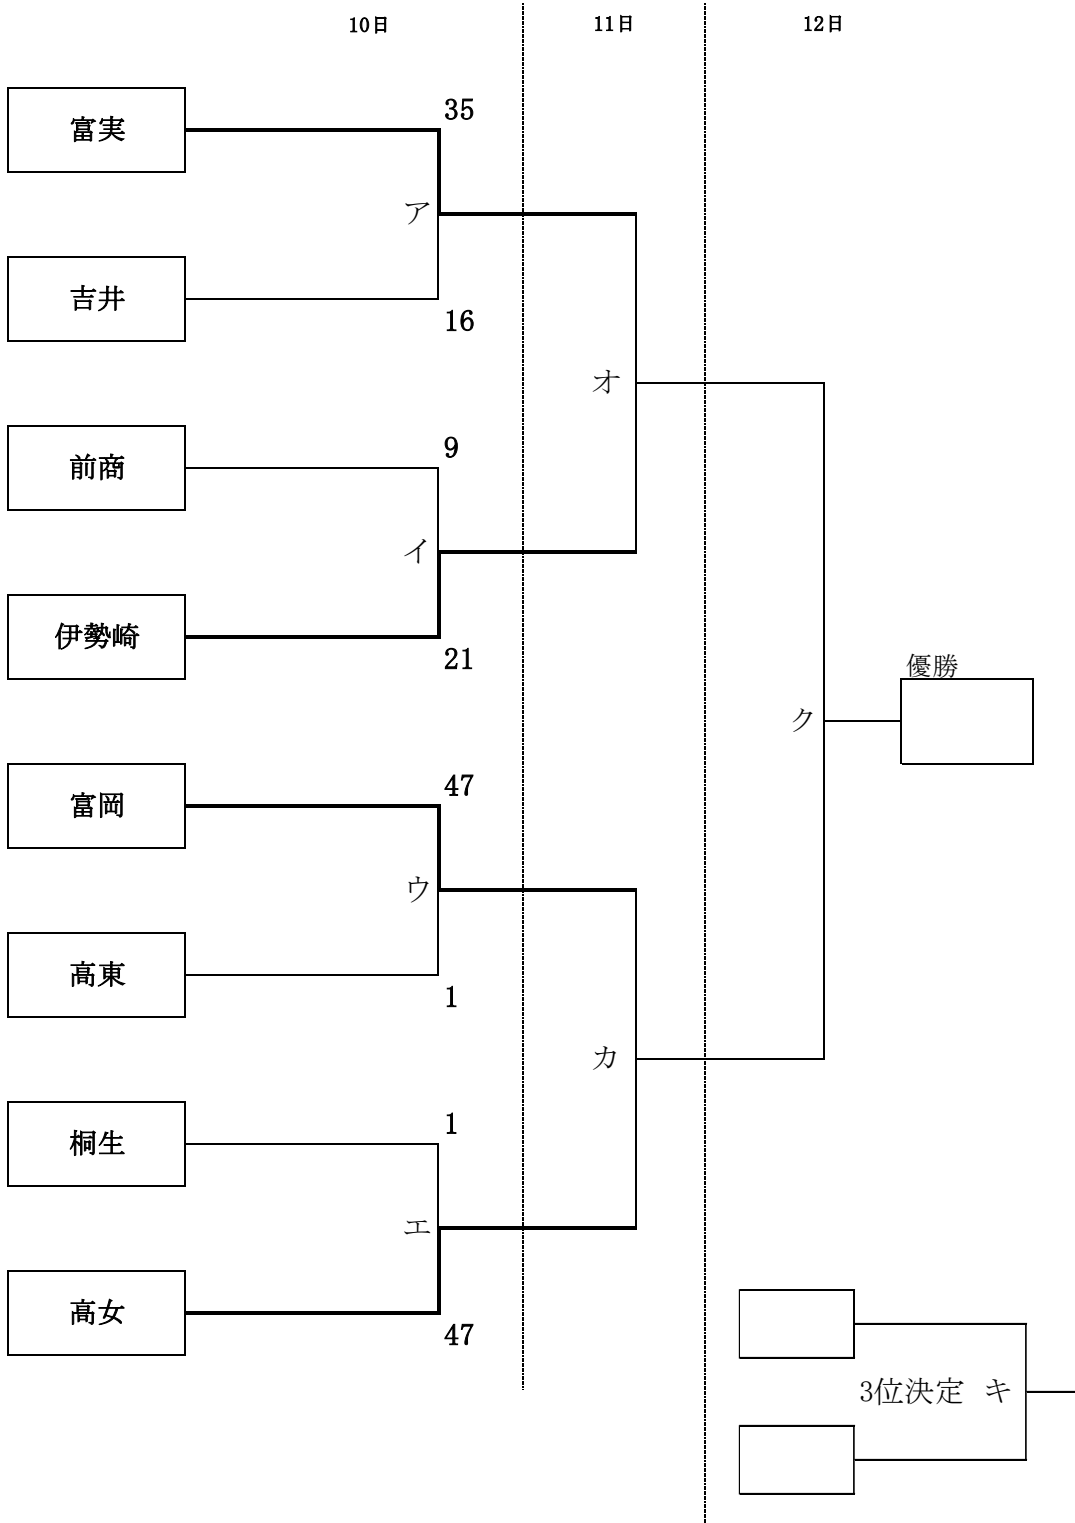 10日
11日
12日
35
富実
ア
吉井
16
オ
9
前商
イ
伊勢崎
21
優勝
ク
47
富岡
ウ
高東
1
カ
1
桐生
エ
高女
47
3位決定 キ